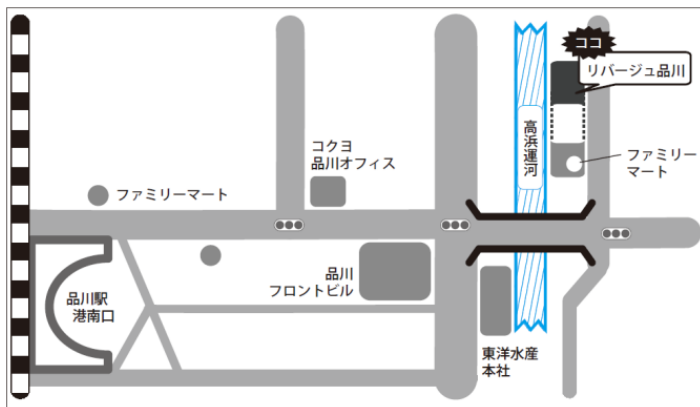 ココ
リバージュ品川
高浜運河
コクヨ
品川オフィス
ファミリー
マート
ファミリーマート
品川
フロントビル
品川駅
港南口
東洋水産
本社